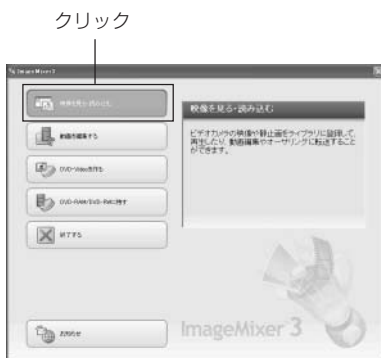 クリック
ImageMixer3
映像を見る・読み込む
映像を見る・読み込む
ビデオカメラの映像や静止画をライブラリに登録して、
再生したり、動画編集やオーサリングに転送すること
ができます。
動画を編集する
DVD-Videoを作る
DVD-RAM/DVD-RWに残す
終了する
お知らせ
ImageMixer 3